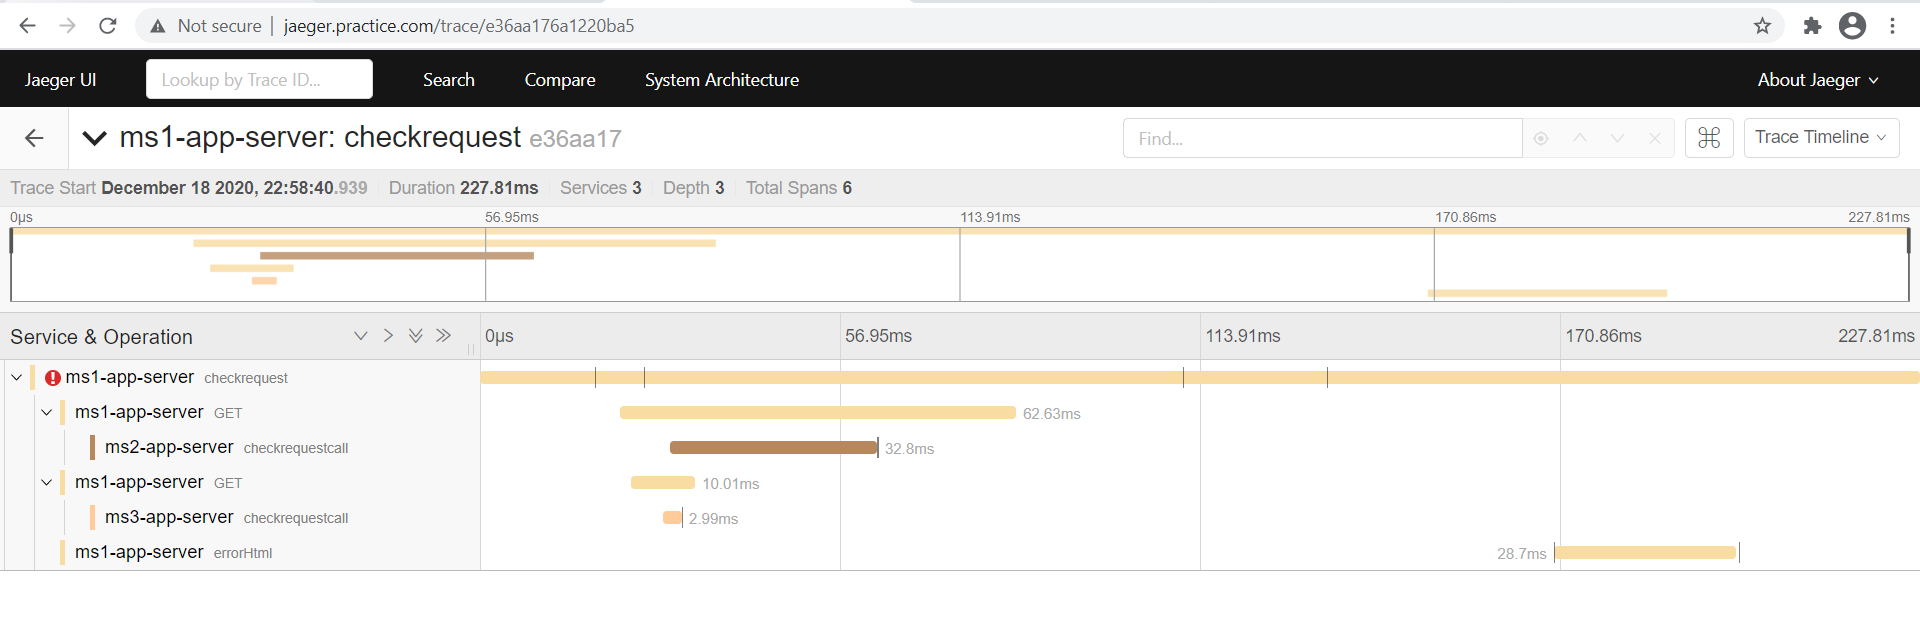 Not secure | jaeger.practice.com/trace/e36aa176a1220ba5
Jaeger UI Lookup by Trace ID... Search Compare System Architecture About Jaeger
ms1-app-server: checkrequest e36aa17 Find... Trace Timeline
Trace Start December 18 2020, 22:58:40.939 Duration 227.81ms Services 3 Depth 3 Total Spans 6
0μs 56.95ms 113.91ms 170.86ms 227.81ms
Service & Operation 0μs 56.95ms 113.91ms 170.86ms 227.81ms
ms1-app-server checkrequest
ms1-app-server GET 62.63ms
ms2-app-server checkrequestcall 32.8ms
ms1-app-server GET 10.01ms
ms3-app-server checkrequestcall 2.99ms
ms1-app-server errorHtml 28.7ms